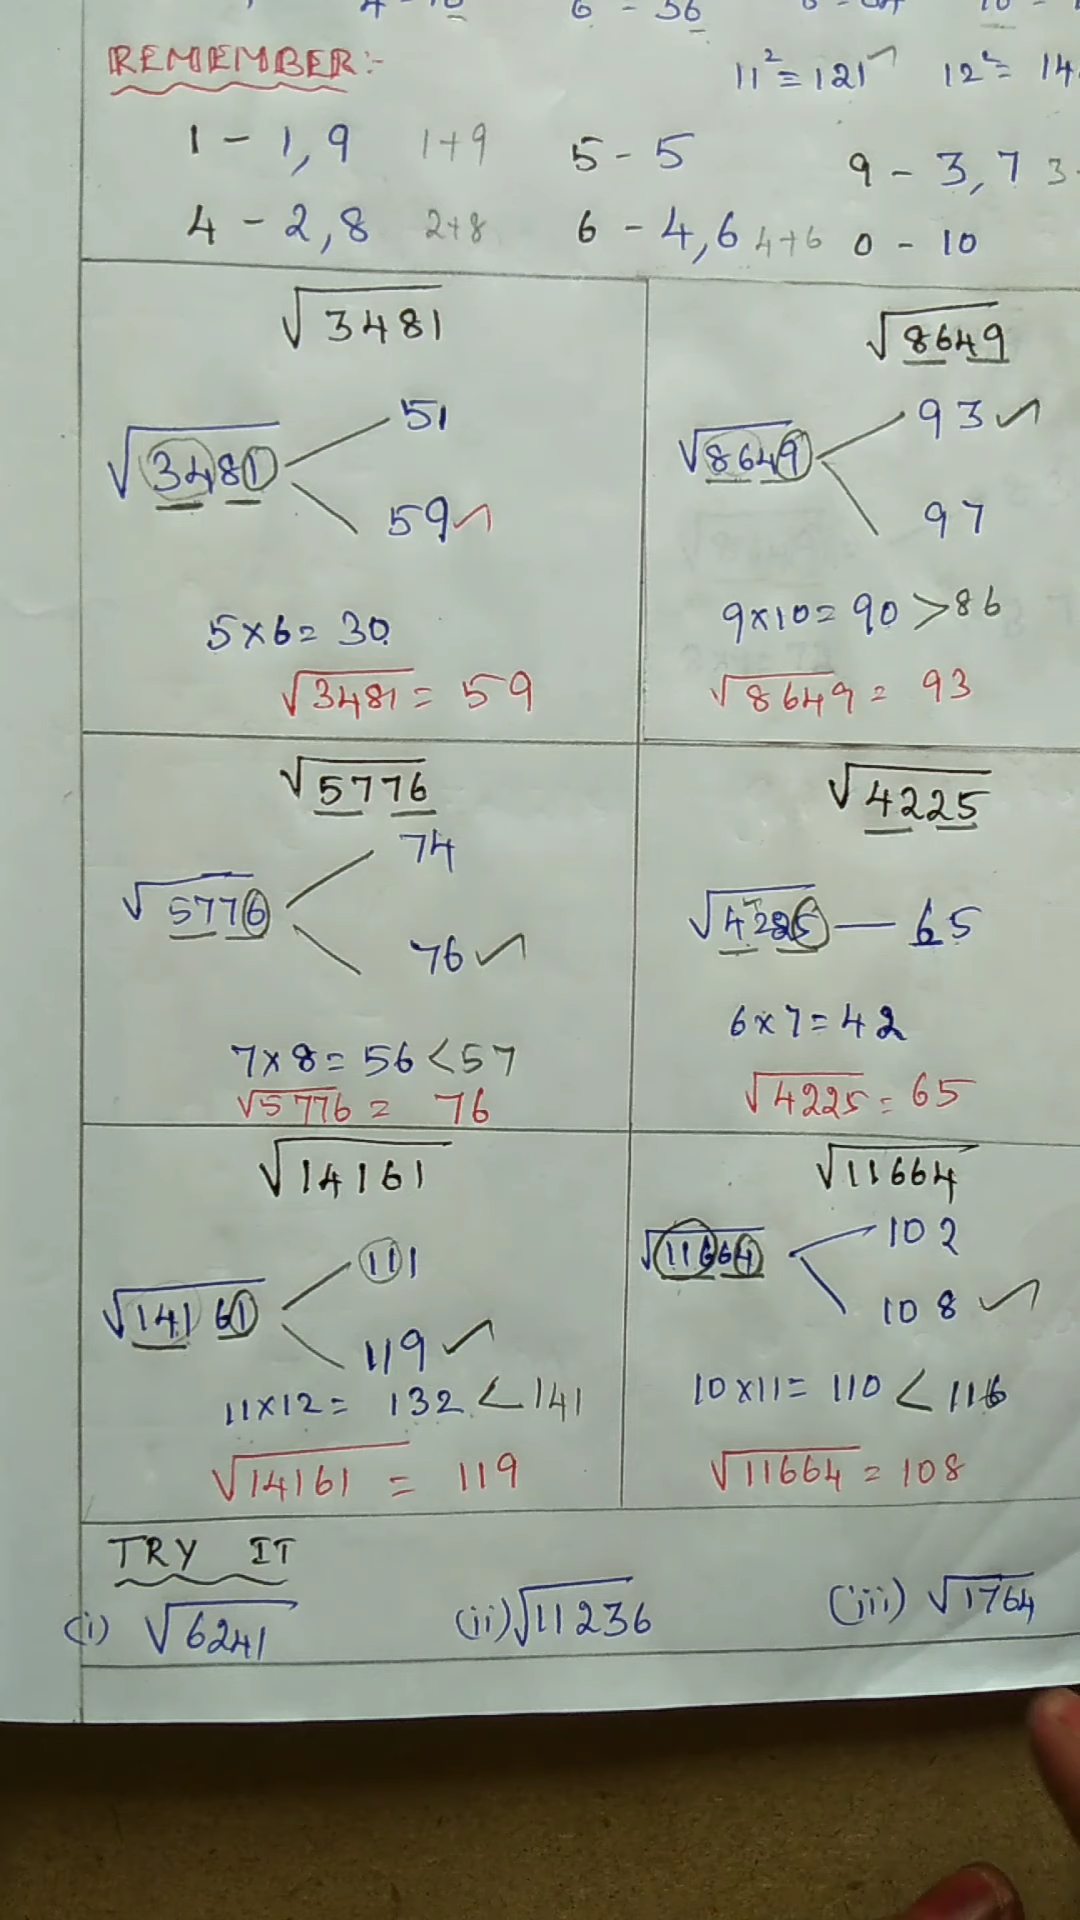 REMEMBER:-
11² = 121 12² = 14
1 - 1, 9 1+9 5 - 5 9 - 3, 7 3
4 - 2, 8 2+8 6 - 4, 6 4+6 0 - 10
√3481
√3481 51
59
5×6= 30
√3481 = 59
√8649
√8649 93
97
9×10= 90 >86
√8649 = 93
√5776
√5776 74
76
7×8= 56 <57
√5776 = 76
√4225
√4225 — 65
6×7=42
√4225 = 65
√14161
√14161 111
119
11×12= 132 < 141
√14161 = 119
√11664
√11664 102
108
10×11= 110 < 116
√11664 = 108
TRY IT
(i) √6241 (ii) √11236 (iii) √1764